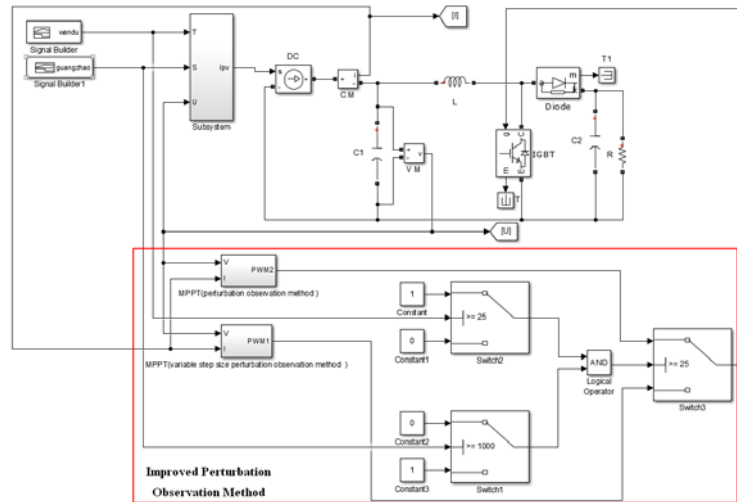 wendu
Signal Builder
guangzhao
Signal Builder1
T
S
U
Ipv
Subsystem
DC
s
+
-
+
i
-
CM
[I]
L
C1
+
-
v
VM
[U]
g
C
E
m
IGBT
T
a
k
m
Diode
T1
C2
R
V
I
PWM2
MPPT(perturbation observation method )
V
I
PWM1
MPPT(variable step size perturbation observation method )
1
Constant
0
Constant1
>= 25
Switch2
0
Constant2
1
Constant3
>= 1000
Switch1
AND
Logical
Operator
>= 25
Switch3
Improved Perturbation
Observation Method